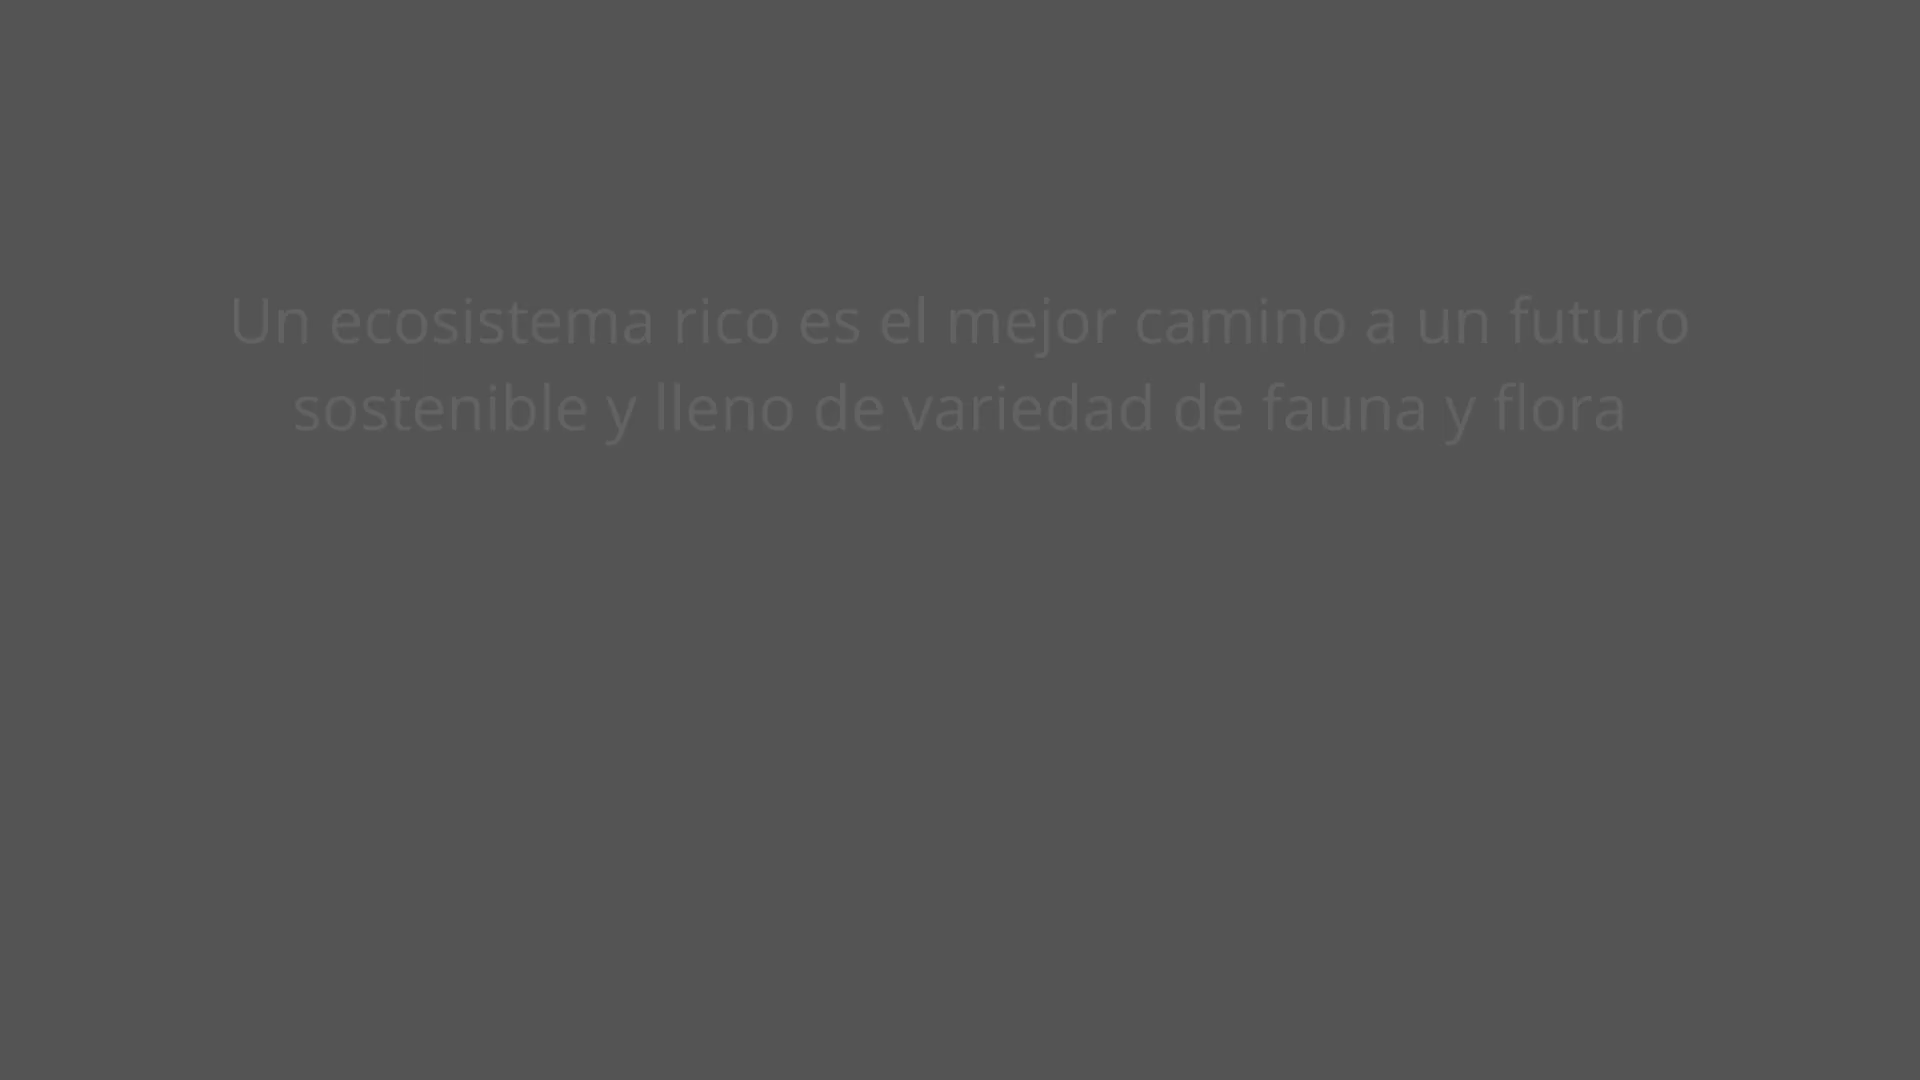 Un ecosistema rico es el mejor camino a un futuro
sostenible y lleno de variedad de fauna y flora